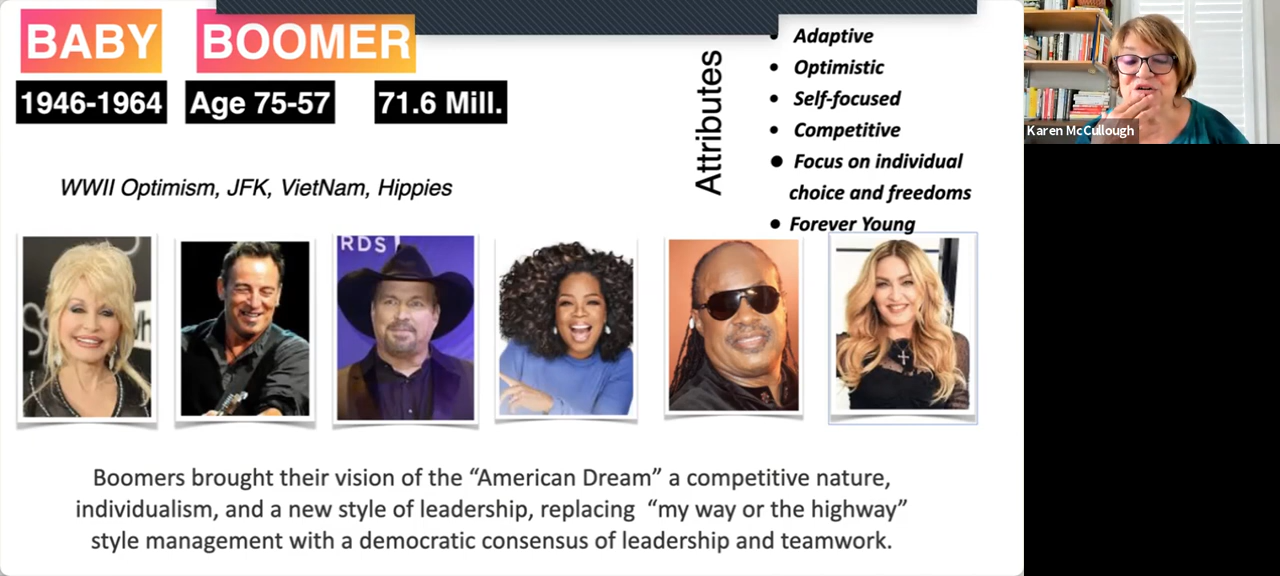 BABY BOOMER
1946-1964 Age 75-57 71.6 Mill.
WWII Optimism, JFK, VietNam, Hippies
Attributes
• Adaptive
• Optimistic
• Self-focused
• Competitive
• Focus on individual
choice and freedoms
• Forever Young
RDS
Boomers brought their vision of the “American Dream” a competitive nature,
individualism, and a new style of leadership, replacing “my way or the highway”
style management with a democratic consensus of leadership and teamwork.
Karen McCullough